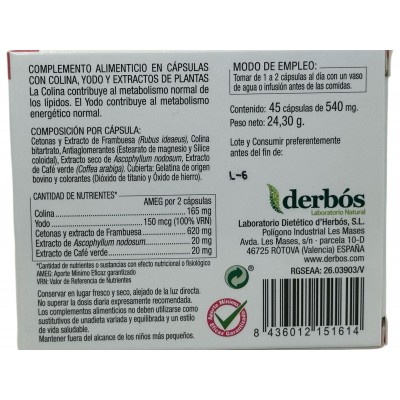 COMPLEMENTO ALIMENTICIO EN CÁPSULAS
CON COLINA, YODO Y EXTRACTOS DE PLANTAS
La Colina contribuye al metabolismo normal de
los lípidos. El Yodo contribuye al metabolismo
energético normal.
COMPOSICIÓN POR CÁPSULA:
Cetonas y Extracto de Frambuesa (Rubus ideaeus), Colina
bitartrato, Antiaglomerantes (Estearato de magnesio y Sílice
coloidal), Extracto seco de Ascophyllum nodosum, Extracto
de Café verde (Coffea arabiga). Cubierta: Gelatina de origen
bovino y colorantes (Dióxido de titanio y Óxido de hierro).
CANTIDAD DE NUTRIENTES*:
AMEG por 2 cápsulas
Colina 165 mg
Yodo 150 mcg (100% VRN)
Cetonas y extracto de Frambuesa 620 mg
Extracto de Ascophyllum nodosum 20 mg
Extracto de Café verde 20 mg
*Cantidad de nutrientes o sustancias con efecto nutricional o fisiológico
AMEG: Aporte Mínimo Eficaz garantizado
VRN: Valor de Referencia de Nutrientes
Conservar en lugar fresco y seco, alejado de la luz directa.
No superar la dosis diaria expresamente recomendada.
Los complementos alimenticios no deben utilizarse como
sustitutivos de una dieta variada y equilibrada y un estilo
de vida saludable.
Mantener fuera del alcance de los niños más pequeños.
MODO DE EMPLEO:
Tomar de 1 a 2 cápsulas al día con un vaso
de agua o infusión antes de las comidas.
Contenido: 45 cápsulas de 540 mg.
Peso neto: 24,30 g.
Lote y Consumir preferentemente
antes del fin de:
L-6
derbós
Laboratorio Natural
Laboratorio Dietético d'Herbós, S.L.
Polígono Industrial Les Mases
Avda. Les Mases, s/n - parcela 10-D
46725 RÓTOVA (Valencia) ESPAÑA
www.derbos.com
RGSEAA: 26.03903/V
Aporte Mínimo
Eficaz Garantizado
8 436012 151614